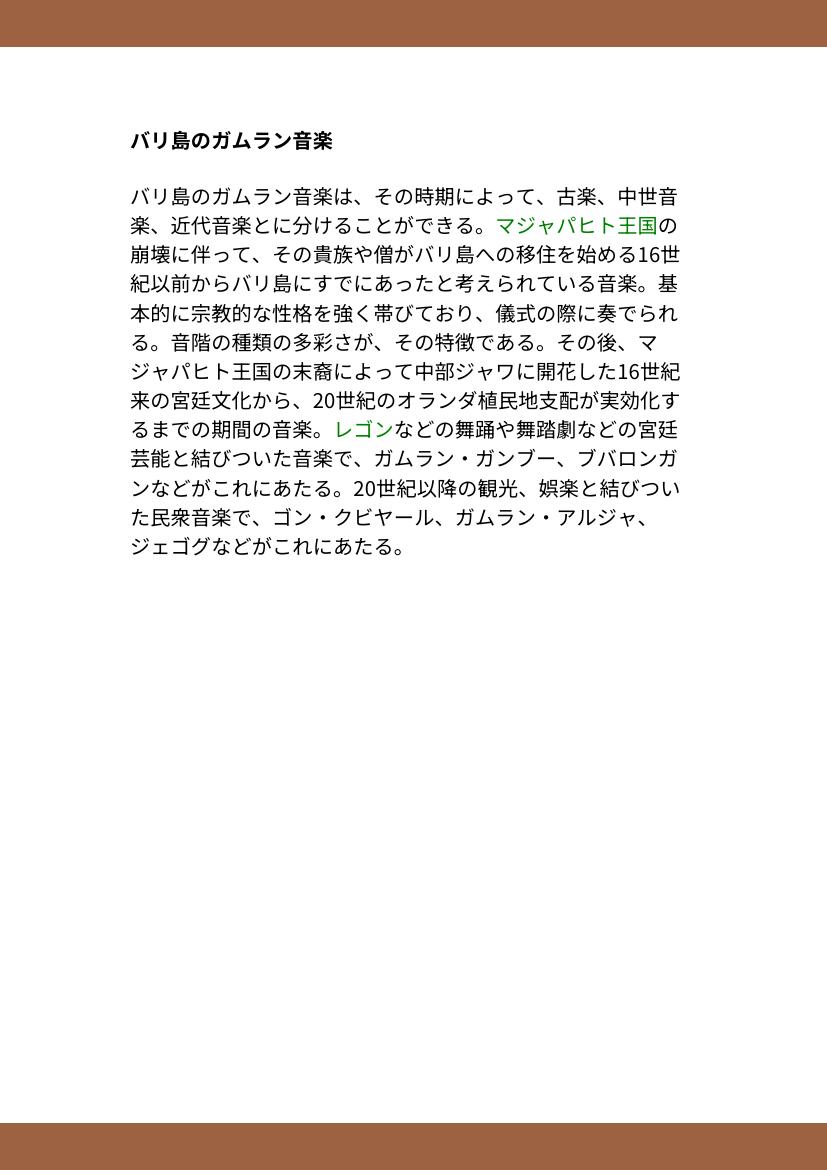 バリ島のガムラン音楽
バリ島のガムラン音楽は、その時期によって、古楽、中世音
楽、近代音楽とに分けることができる。マジャパヒト王国の
崩壊に伴って、その貴族や僧がバリ島への移住を始める16世
紀以前からバリ島にすでにあったと考えられている音楽。基
本的に宗教的な性格を強く帯びており、儀式の際に奏でられ
る。音階の種類の多彩さが、その特徴である。その後、マ
ジャパヒト王国の末裔によって中部ジャワに開花した16世紀
来の宮廷文化から、20世紀のオランダ植民地支配が実効化す
るまでの期間の音楽。レゴンなどの舞踊や舞踏劇などの宮廷
芸能と結びついた音楽で、ガムラン・ガンブー、ブバロンガ
ンなどがこれにあたる。20世紀以降の観光、娯楽と結びつい
た民衆音楽で、ゴン・クビヤール、ガムラン・アルジャ、
ジェゴグなどがこれにあたる。